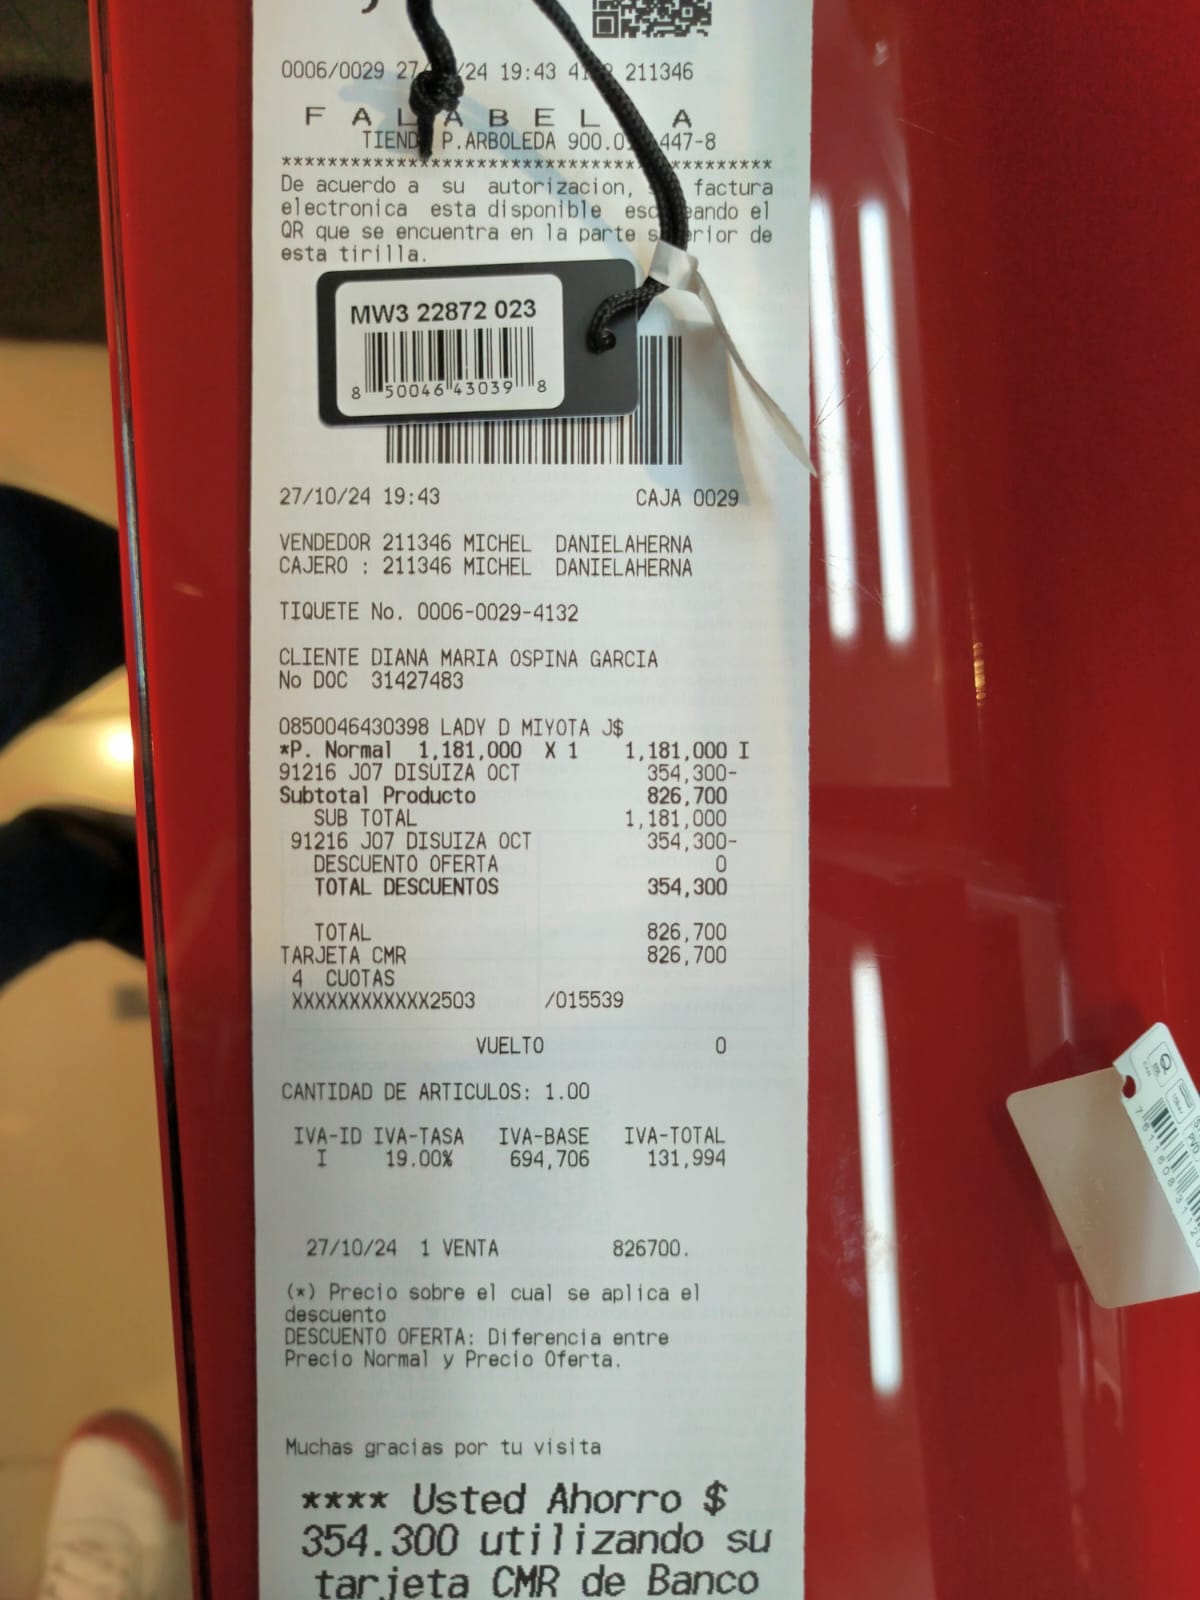 0006/0029 27 /24 19:43 211346
F A L A B E L A
TIEND P.ARBOLEDA 900.0 447-8
*******************************************
De acuerdo a su autorizacion, factura
electronica esta disponible esc eando el
QR que se encuentra en la parte s erior de
esta tirilla.
MW3 22872 023
8 50046 43039 8
27/10/24 19:43 CAJA 0029
VENDEDOR 211346 MICHEL DANIELAHERNA
CAJERO : 211346 MICHEL DANIELAHERNA
TIQUETE No. 0006-0029-4132
CLIENTE DIANA MARIA OSPINA GARCIA
No DOC 31427483
0850046430398 LADY D MIYOTA J$
*P. Normal 1,181,000 X 1 1,181,000 I
91216 J07 DISUIZA OCT 354,300-
Subtotal Producto 826,700
SUB TOTAL 1,181,000
91216 J07 DISUIZA OCT 354,300-
DESCUENTO OFERTA 0
TOTAL DESCUENTOS 354,300
TOTAL 826,700
TARJETA CMR 826,700
4 CUOTAS
XXXXXXXXXXXX2503 /015539
VUELTO 0
CANTIDAD DE ARTICULOS: 1.00
IVA-ID IVA-TASA IVA-BASE IVA-TOTAL
I 19.00% 694,706 131,994
27/10/24 1 VENTA 826700.
(*) Precio sobre el cual se aplica el
descuento
DESCUENTO OFERTA: Diferencia entre
Precio Normal y Precio Oferta.
Muchas gracias por tu visita
**** Usted Ahorro $
354.300 utilizando su
tarjeta CMR de Banco